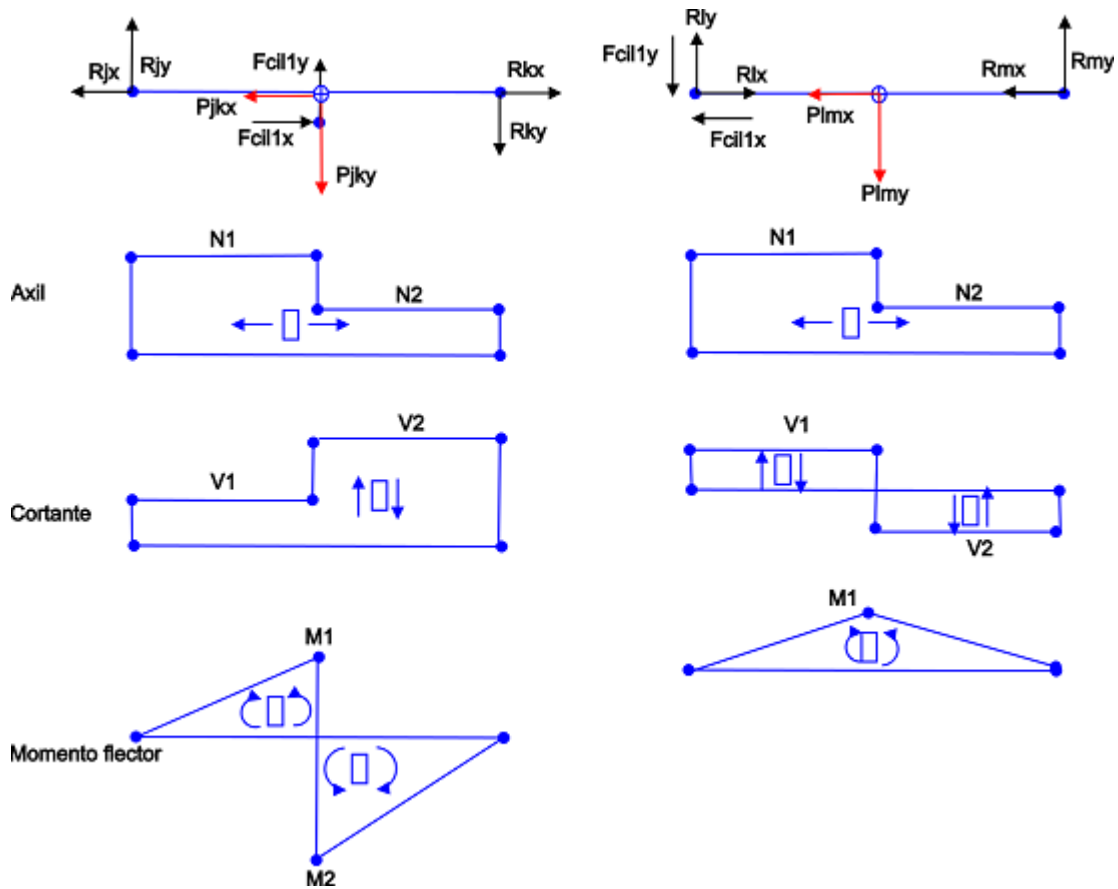 Rjx
Rjy
Fcil1y
Rkx
Pjkx
Fcil1x
Rky
Pjky
Rly
Fcil1y
Rlx
Rmx
Rmy
Plmx
Fcil1x
Plmy
Axil
N1
N2
N1
N2
Cortante
V1
V2
V1
V2
Momento flector
M1
M2
M1